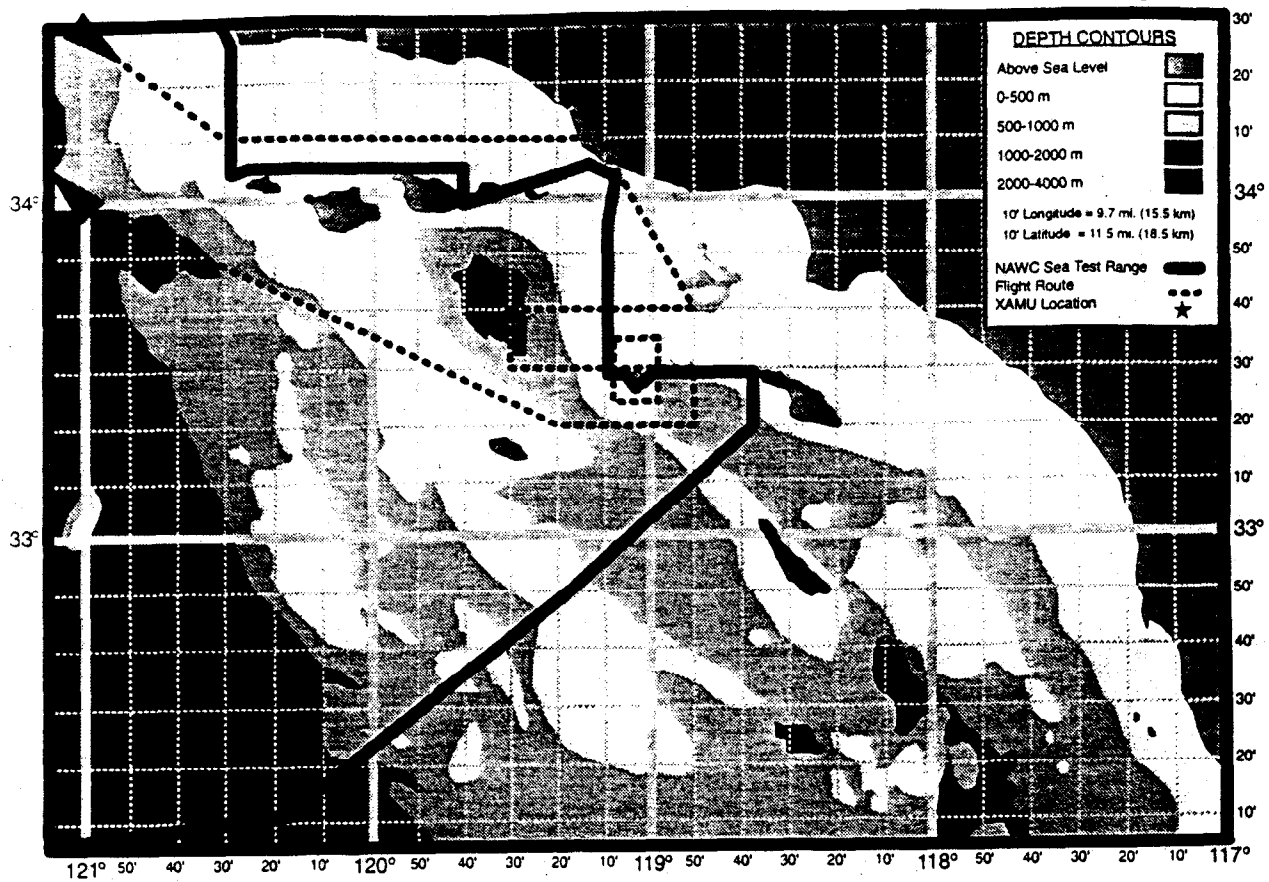 DEPTH CONTOURS
Above Sea Level
0-500 m
500-1000 m
1000-2000 m
2000-4000 m
10' Longitude = 9.7 mi. (15.5 km)
10' Latitude = 11.5 mi. (18.5 km)
NAWC Sea Test Range
Flight Route
XAMU Location
30'
20'
10'
34°
50'
40'
30'
20'
10'
33°
50'
40'
30'
20'
10'
34°
33°
121° 50' 40' 30' 20' 10' 120° 50' 40' 30' 20' 10' 119° 50' 40' 30' 20' 10' 118° 50' 40' 30' 20' 10' 117°